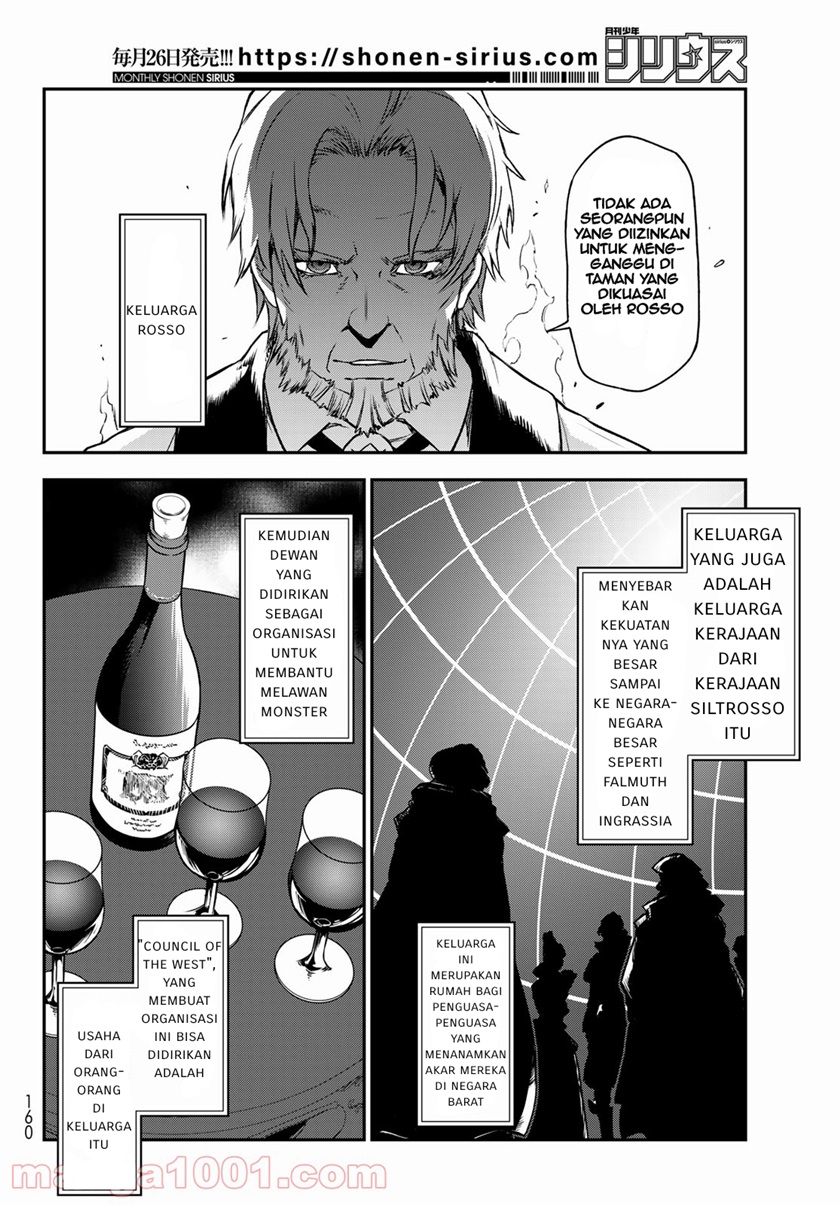 毎月26日発売!!! https://shonen-sirius.com
MONTHLY SHONEN SIRIUS
月刊少年
シリウス
TIDAK ADA
SEORANGPUN
YANG DIIZINKAN
UNTUK MENG-
GANGGU DI
TAMAN YANG
DIKUASAI
OLEH ROSSO
KELUARGA
ROSSO
KELUARGA
YANG JUGA
ADALAH
KELUARGA
KERAJAAN
DARI
KERAJAAN
SILTROSSO
ITU
MENYEBAR
KAN
KEKUATAN
NYA YANG
BESAR
SAMPAI
KE NEGARA-
NEGARA
BESAR
SEPERTI
FALMUTH
DAN
INGRASSIA
KELUARGA
INI
MERUPAKAN
RUMAH BAGI
PENGUASA-
PENGUASA
YANG
MENANAMKAN
AKAR MEREKA
DI NEGARA
BARAT
KEMUDIAN
DEWAN
YANG
DIDIRIKAN
SEBAGAI
ORGANISASI
UNTUK
MEMBANTU
MELAWAN
MONSTER
"COUNCIL OF
THE WEST",
YANG
MEMBUAT
ORGANISASI
INI BISA
DIDIRIKAN
ADALAH
USAHA
DARI
ORANG-
ORANG
DI
KELUARGA
ITU
160
manga1001.com